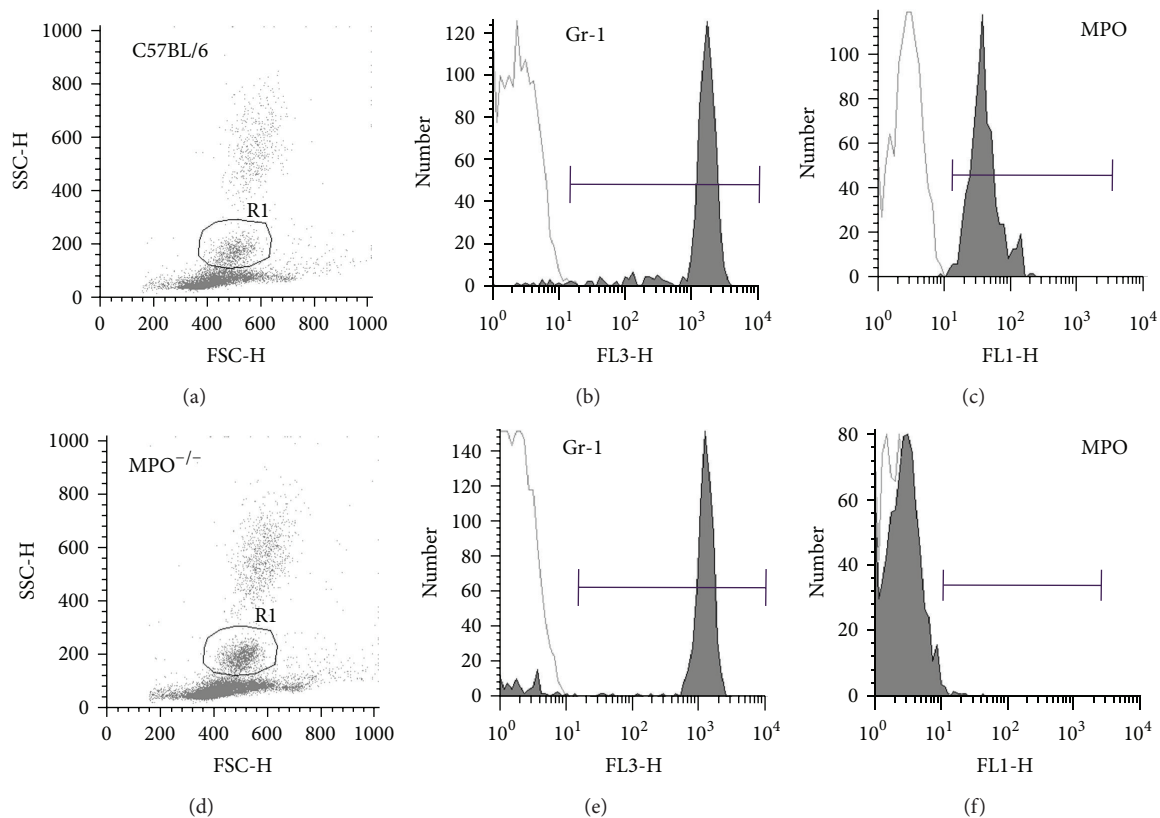 C57BL/6
R1
SSC-H
1000
800
600
400
200
0
0 200 400 600 800 1000
FSC-H
(a)
Gr-1
Number
120
100
80
60
40
20
0
10^0 10^1 10^2 10^3 10^4
FL3-H
(b)
MPO
Number
100
80
60
40
20
0
10^0 10^1 10^2 10^3 10^4
FL1-H
(c)
MPO−/−
R1
SSC-H
1000
800
600
400
200
0
0 200 400 600 800 1000
FSC-H
(d)
Gr-1
Number
140
120
100
80
60
40
20
0
10^0 10^1 10^2 10^3 10^4
FL3-H
(e)
MPO
Number
80
60
40
20
0
10^0 10^1 10^2 10^3 10^4
FL1-H
(f)